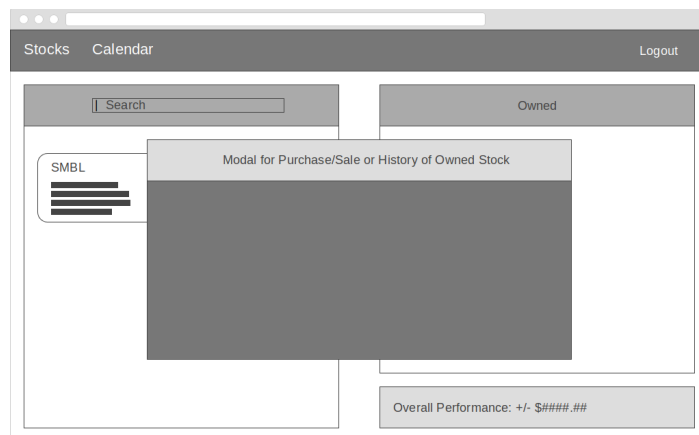 Stocks
Calendar
Logout
Search
Owned
Modal for Purchase/Sale or History of Owned Stock
SMBL
Overall Performance: +/- $####.##